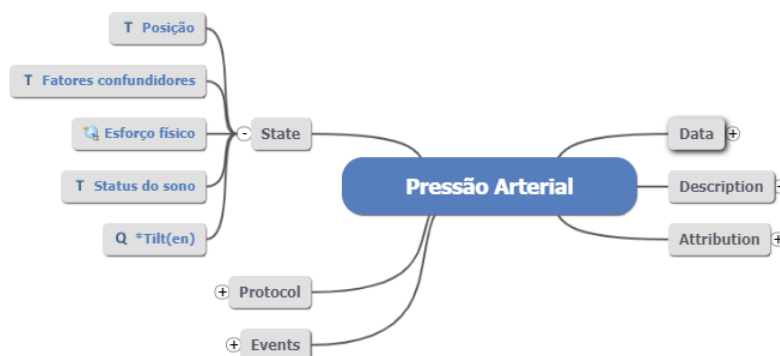 T Posição
T Fatores confundidores
Esforço físico
T Status do sono
Q *Tilt(en)
State
Protocol
Events
Pressão Arterial
Data
Description
Attribution